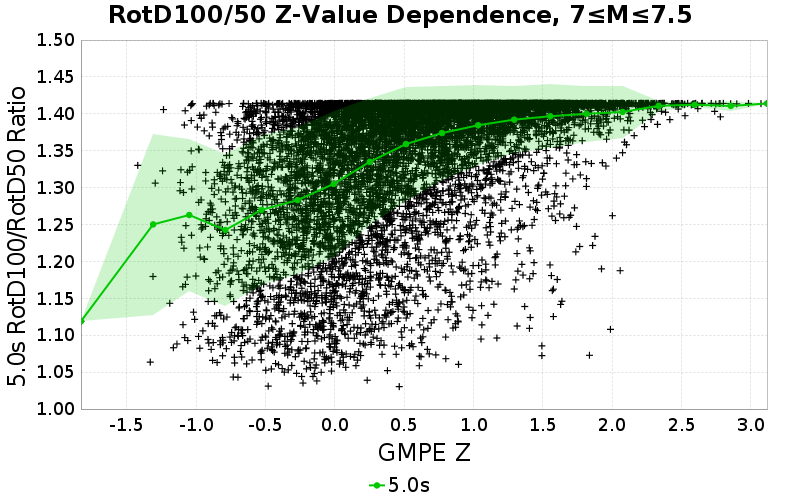 RotD100/50 Z-Value Dependence, 7≤M≤7.5
5.0s RotD100/RotD50 Ratio
1.50
1.45
1.40
1.35
1.30
1.25
1.20
1.15
1.10
1.05
1.00
-1.5 -1.0 -0.5 0.0 0.5 1.0 1.5 2.0 2.5 3.0
GMPE Z
5.0s